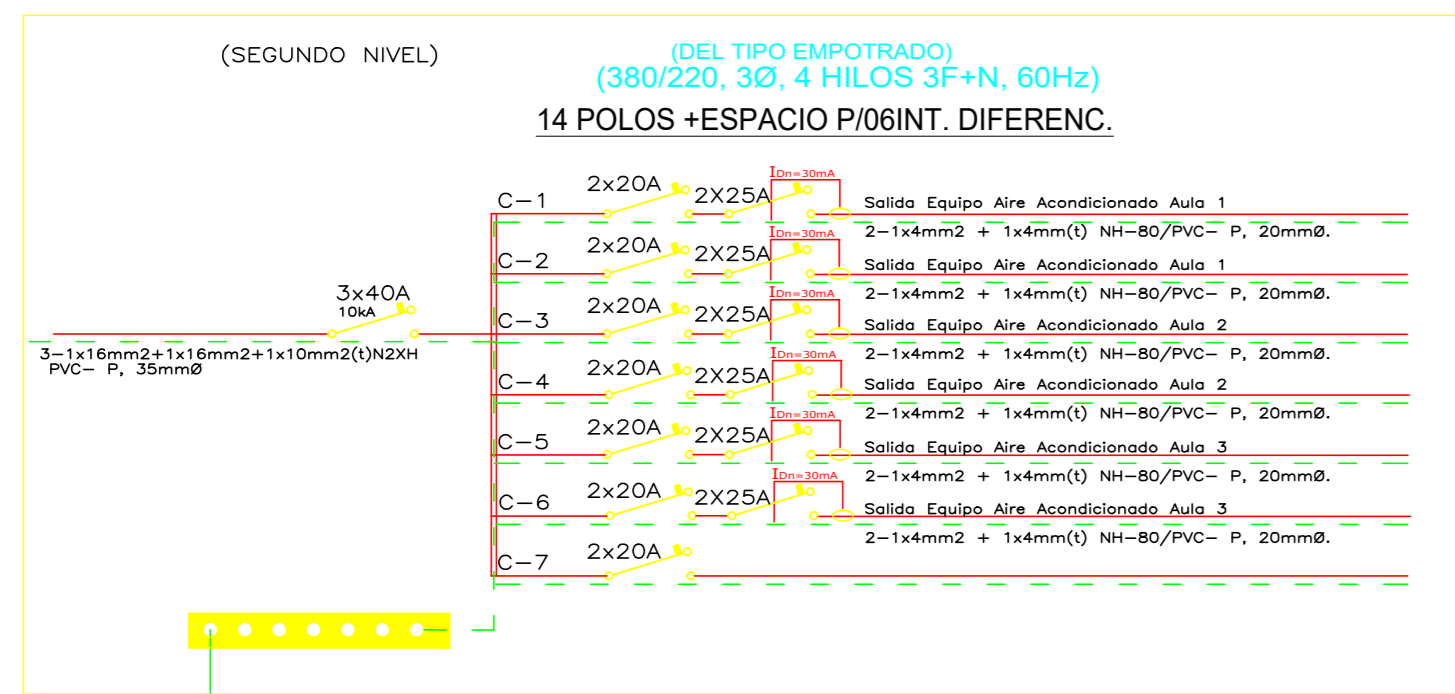 (SEGUNDO NIVEL)
(DEL TIPO EMPOTRADO)
(380/220, 3Ø, 4 HILOS 3F+N, 60Hz)
14 POLOS +ESPACIO P/06INT. DIFERENC.
3x40A
10kA
3-1x16mm2+1x16mm2+1x10mm2(t)N2XH
PVC- P, 35mmØ
C-1 2x20A 2X25A IDn=30mA Salida Equipo Aire Acondicionado Aula 1
2-1x4mm2 + 1x4mm(t) NH-80/PVC- P, 20mmØ.
C-2 2x20A 2X25A IDn=30mA Salida Equipo Aire Acondicionado Aula 1
2-1x4mm2 + 1x4mm(t) NH-80/PVC- P, 20mmØ.
C-3 2x20A 2X25A IDn=30mA Salida Equipo Aire Acondicionado Aula 2
2-1x4mm2 + 1x4mm(t) NH-80/PVC- P, 20mmØ.
C-4 2x20A 2X25A IDn=30mA Salida Equipo Aire Acondicionado Aula 2
2-1x4mm2 + 1x4mm(t) NH-80/PVC- P, 20mmØ.
C-5 2x20A 2X25A IDn=30mA Salida Equipo Aire Acondicionado Aula 3
2-1x4mm2 + 1x4mm(t) NH-80/PVC- P, 20mmØ.
C-6 2x20A 2X25A IDn=30mA Salida Equipo Aire Acondicionado Aula 3
2-1x4mm2 + 1x4mm(t) NH-80/PVC- P, 20mmØ.
C-7 2x20A